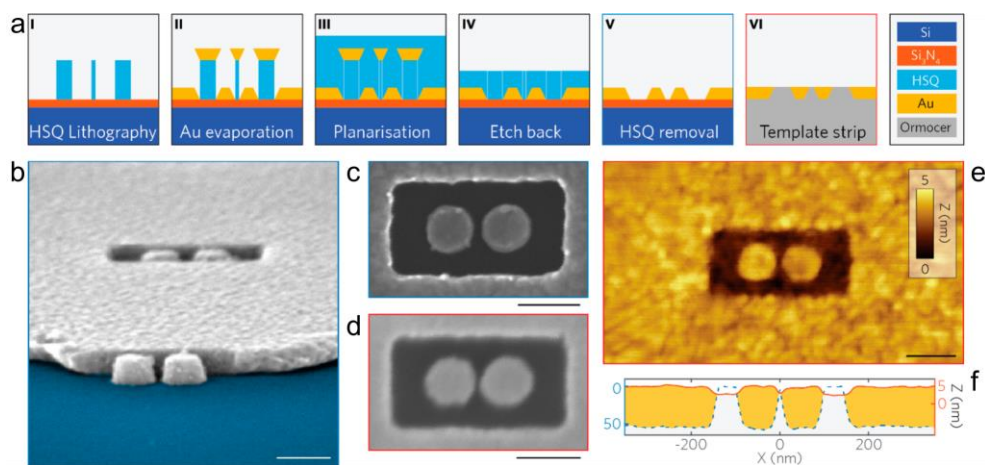 a
I
HSQ Lithography
II
Au evaporation
III
Planarisation
IV
Etch back
V
HSQ removal
VI
Template strip
Si
Si₃N₄
HSQ
Au
Ormocer
b
c
d
e
5
Z (nm)
0
f
0
50
5
0
Z (nm)
-200
0
200
X (nm)